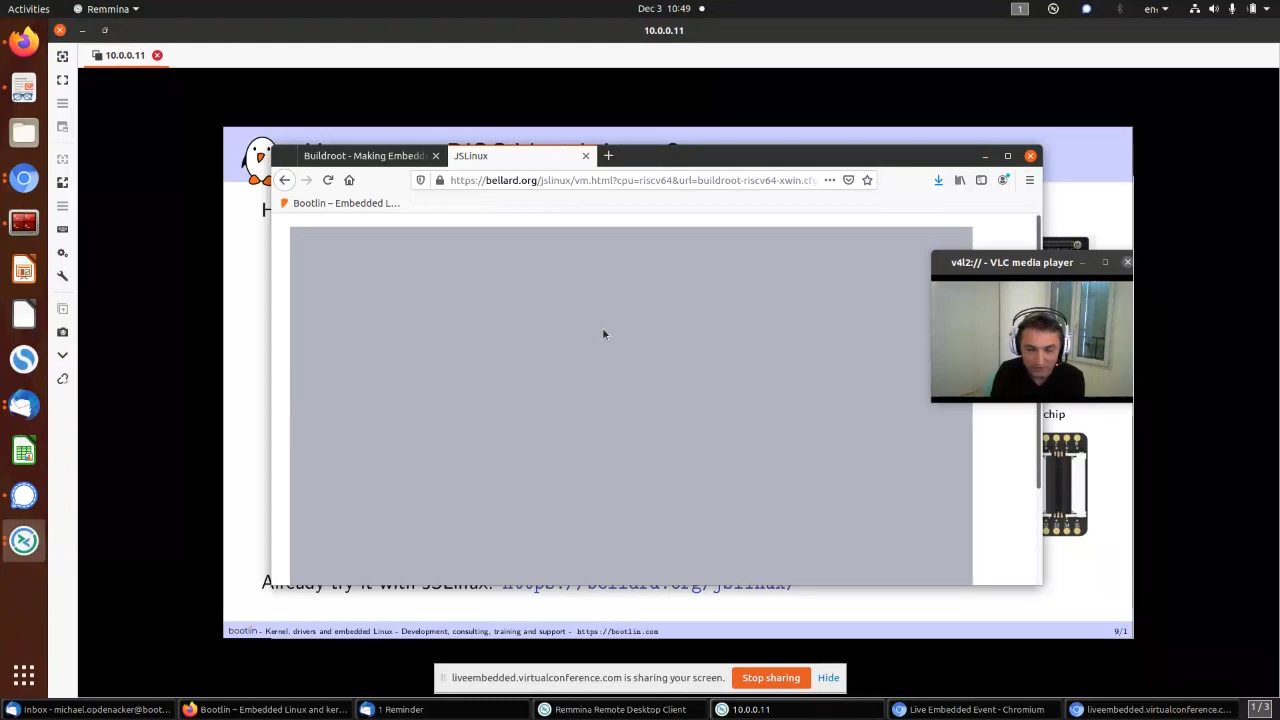 Activities
Remmina
Dec 3 10:49
1
en
10.0.0.11
10.0.0.11
Buildroot - Making Embedd
JSLinux
https://bellard.org/jslinux/vm.html?cpu=riscv64&url=buildroot-riscv64-xwin.cfg
Bootlin – Embedded L...
H
v4l2:// - VLC media player
chip
Already try it with JSLinux: https://bellard.org/jslinux/
bootlin - Kernel, drivers and embedded Linux - Development, consulting, training and support - https://bootlin.com
9/1
liveembedded.virtualconference.com is sharing your screen.
Stop sharing
Hide
Inbox - michael.opdenacker@boot...
Bootlin – Embedded Linux and ker...
1 Reminder
Remmina Remote Desktop Client
10.0.0.11
Live Embedded Event - Chromium
liveembedded.virtualconference.c...
1 / 3